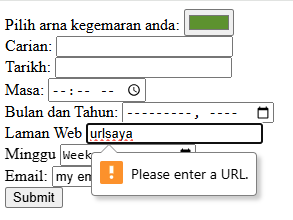 Pilih arna kegemaran anda:
Carian:
Tarikh:
Masa: --:-- --
Bulan dan Tahun: ---------, ----
Laman Web urlsaya
Minggu Week
Please enter a URL.
Email: my em
Submit